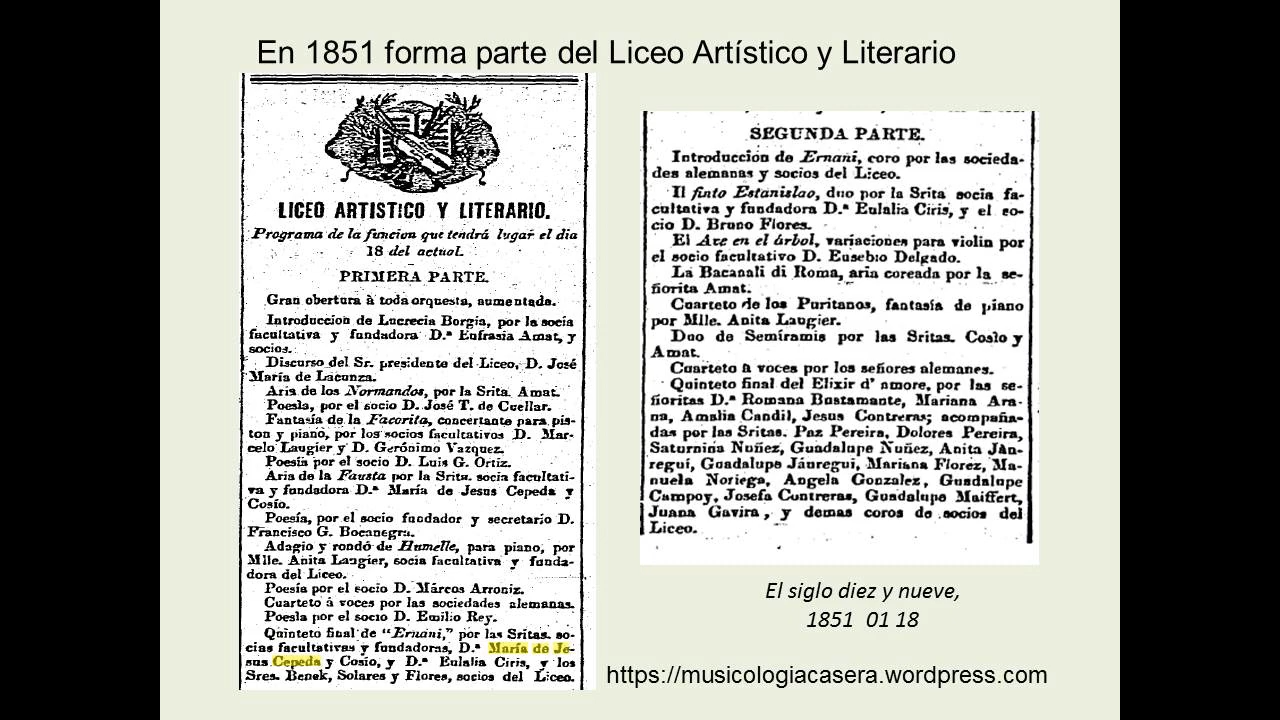 En 1851 forma parte del Liceo Artístico y Literario
LICEO ARTISTICO Y LITERARIO.
Programa de la funcion que tendrá lugar el dia
18 del actual.
PRIMERA PARTE.
Gran obertura à toda orquesta, aumentada.
Introduccion de Lucrecia Borgia, por la socia
facultativa y fundadora D.ª Eufrasia Amat, y
socios.
Discurso del Sr. presidente del Liceo, D. José
María de Lacunza.
Aria de los Normandos, por la Srita. Amat.
Poesía, por el socio D. José T. de Cuellar.
Fantasía de la Facorita, concertante para pis-
ton y piano, por los socios facultativos D. Mar-
celo Laugier y D. Gerónimo Vazquez.
Poesía por el socio D. Luis G. Ortiz.
Aria de la Fausta por la Srita. socia facultati-
va y fundadora D.ª María de Jesus Cepeda y
Cosío.
Poesía, por el socio fundador y secretario D.
Francisco G. Bocanegra.
Adagio y rondó de Humelle, para piano, por
Mlle. Anita Laugier, socia facultativa y funda-
dora del Liceo.
Poesía por el socio D. Márcos Arroniz.
Cuarteto á voces por las sociedades alemanas.
Poesía por el socio D. Emilio Rey.
Quinteto final de "Ernani," por las Sritas. so-
cias facultativas y fundadoras, D.ª María de Je-
sus Cepeda y Cosío, y D.ª Eulalia Ciris, y los
Sres. Benek, Solares y Flores, socios del Liceo.
SEGUNDA PARTE.
Introduccion de Ernani, coro por las socieda-
des alemanas y socios del Liceo.
Il finto Estanislao, duo por la Srita socia fa-
cultativa y fundadora D.ª Eulalia Ciris, y el so-
cio D. Bruno Flores.
El Ave en el árbol, variaciones para violin por
el socio facultativo D. Eusebio Delgado.
La Bacanali di Roma, aria coreada por la se-
ñorita Amat.
Cuarteto de los Puritanos, fantasía de piano
por Mlle. Anita Laugier.
Duo de Semíramis por las Sritas. Cosío y
Amat.
Cuarteto à voces por los señores alemanes.
Quinteto final del Elixir d' amore, por las se-
ñoritas D.ª Romana Bustamante, Mariana Ara-
na, Amalia Candil, Jesus Contreras; acompaña-
das por las Sritas. Paz Pereira, Dolores Pereira,
Saturnina Nuñez, Guadalupe Nuñez, Anita Jàu-
regui, Guadalupe Jáuregui, Mariana Florez, Ma-
nuela Noriega, Angela Gonzalez, Guadalupe
Campoy, Josefa Contreras, Guadalupe Maiffert,
Juana Gavira, y demas coros de socios del
Liceo.
El siglo diez y nueve,
1851 01 18
https://musicologiacasera.wordpress.com